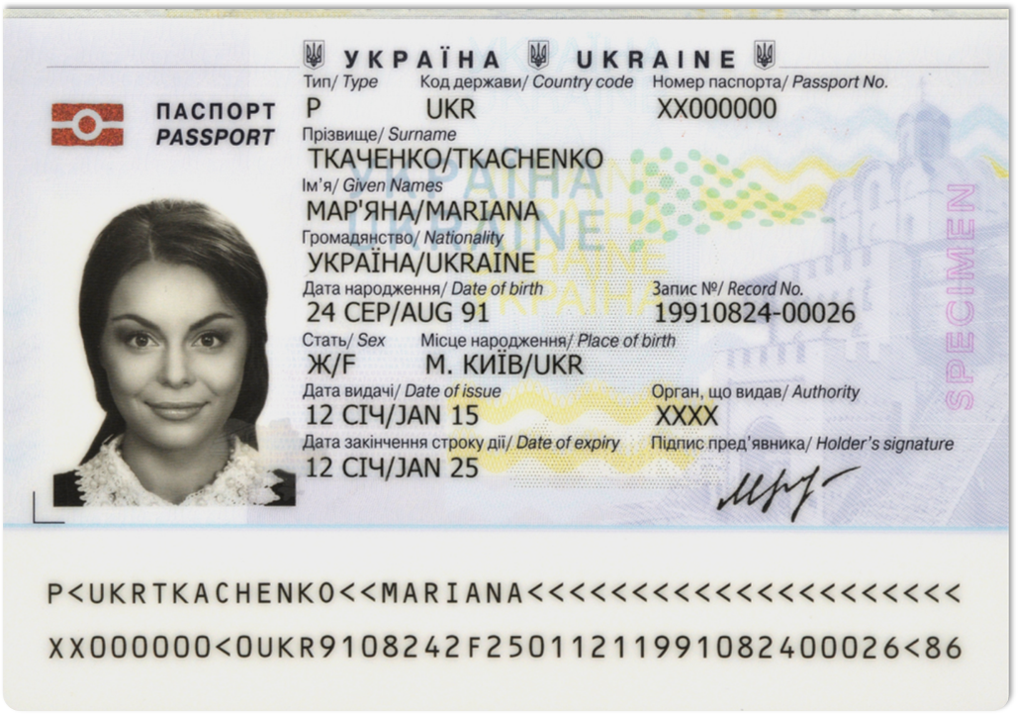 УКРАЇНА UKRAINE
Тип/ Type Код держави/ Country code Номер паспорта/ Passport No.
P UKR XX000000
ПАСПОРТ
PASSPORT
Прізвище/ Surname
ТКАЧЕНКО/TKACHENKO
Ім'я/ Given Names
МАР'ЯНА/MARIANA
Громадянство/ Nationality
УКРАЇНА/UKRAINE
Дата народження/ Date of birth Запис №/ Record No.
24 СЕР/AUG 91 19910824-00026
Стать/ Sex Місце народження/ Place of birth
Ж/F М. КИЇВ/UKR
Дата видачі/ Date of issue Орган, що видав/ Authority
12 СІЧ/JAN 15 XXXX
Дата закінчення строку дії/ Date of expiry Підпис пред'явника/ Holder's signature
12 СІЧ/JAN 25
SPECIMEN
P<UKRTKACHENKO<<MARIANA<<<<<<<<<<<<<<<<<<<<<
XX000000<0UKR9108242F2501121199108240​0026<86